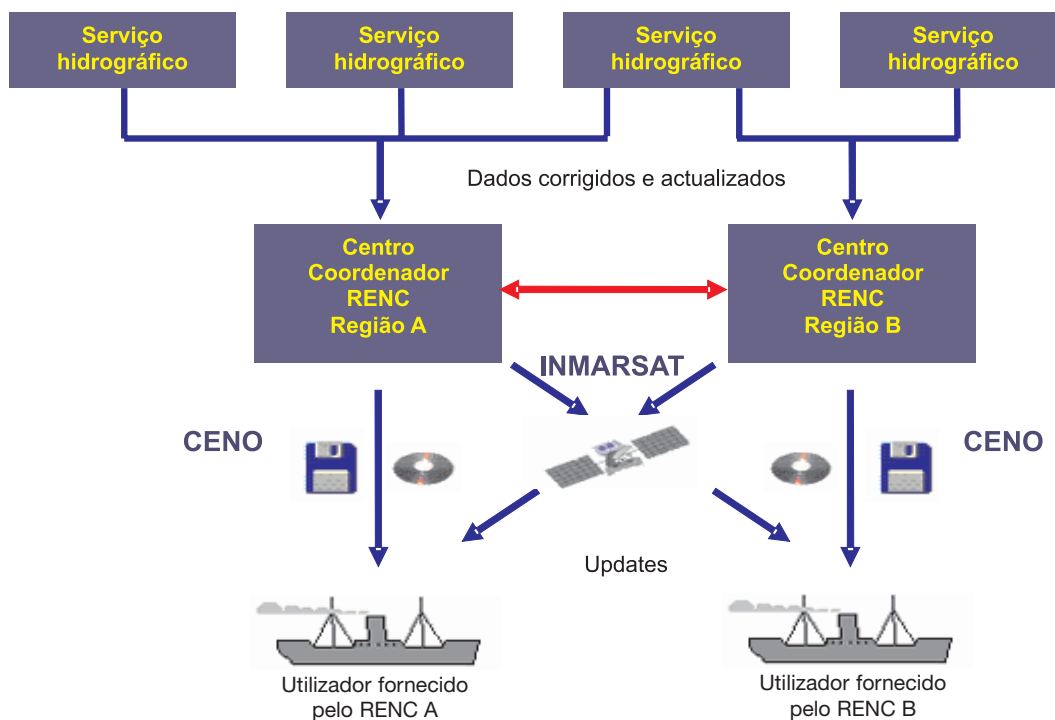 Serviço
hidrográfico
Serviço
hidrográfico
Serviço
hidrográfico
Serviço
hidrográfico
Dados corrigidos e actualizados
Centro
Coordenador
RENC
Região A
Centro
Coordenador
RENC
Região B
INMARSAT
CENO
CENO
Updates
Utilizador fornecido
pelo RENC A
Utilizador fornecido
pelo RENC B